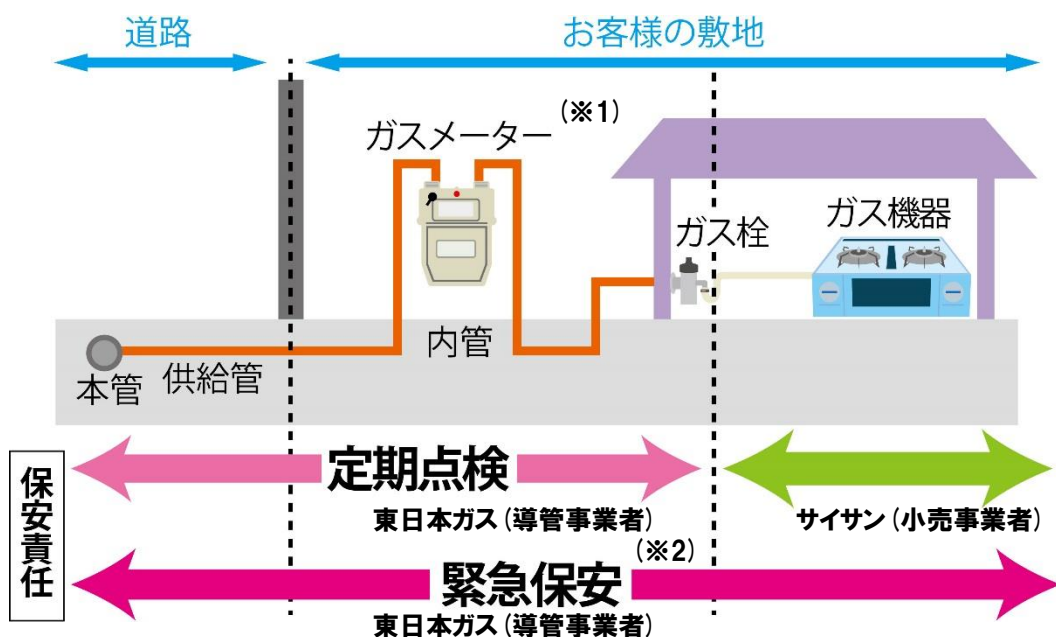 道路
お客様の敷地
ガスメーター(※1)
ガス栓
ガス機器
内管
供給管
本管
保安責任
定期点検
東日本ガス(導管事業者)
サイサン(小売事業者)
緊急保安(※2)
東日本ガス(導管事業者)